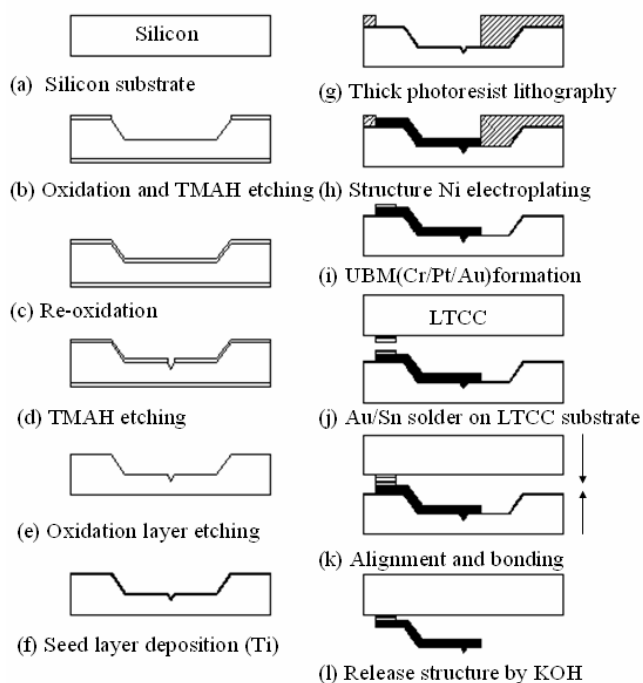 Silicon
(a) Silicon substrate
(b) Oxidation and TMAH etching
(c) Re-oxidation
(d) TMAH etching
(e) Oxidation layer etching
(f) Seed layer deposition (Ti)
(g) Thick photoresist lithography
(h) Structure Ni electroplating
(i) UBM(Cr/Pt/Au)formation
LTCC
(j) Au/Sn solder on LTCC substrate
(k) Alignment and bonding
(l) Release structure by KOH